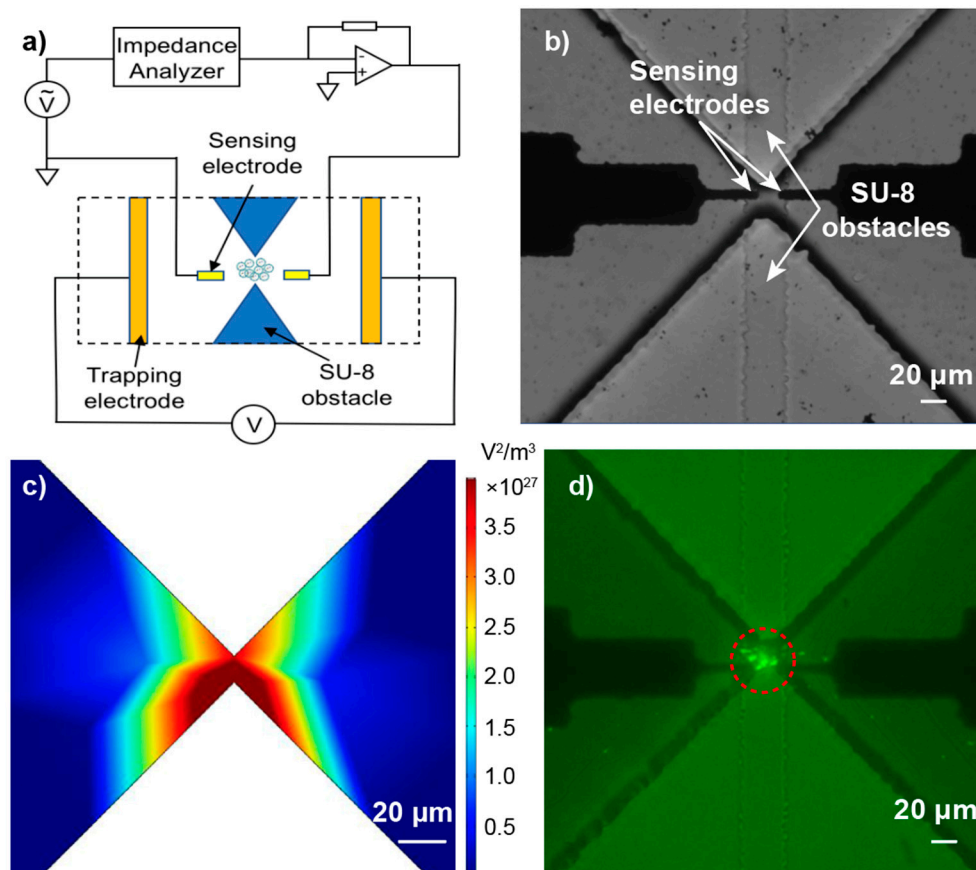 a)
Impedance
Analyzer
-
+
Ṽ
Sensing
electrode
Trapping
electrode
SU-8
obstacle
V
b)
Sensing
electrodes
SU-8
obstacles
20 µm
c)
V²/m³
×10²⁷
3.5
3.0
2.5
2.0
1.5
1.0
0.5
20 µm
d)
20 µm